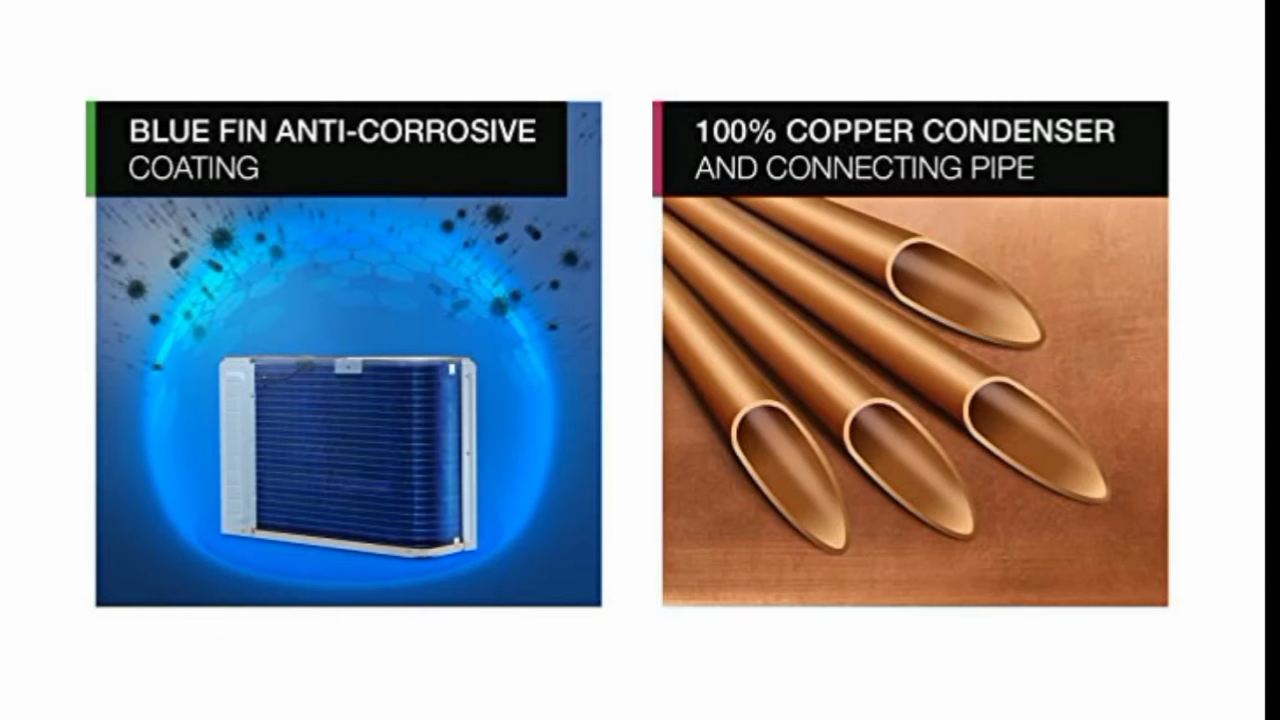 BLUE FIN ANTI-CORROSIVE
COATING
100% COPPER CONDENSER
AND CONNECTING PIPE